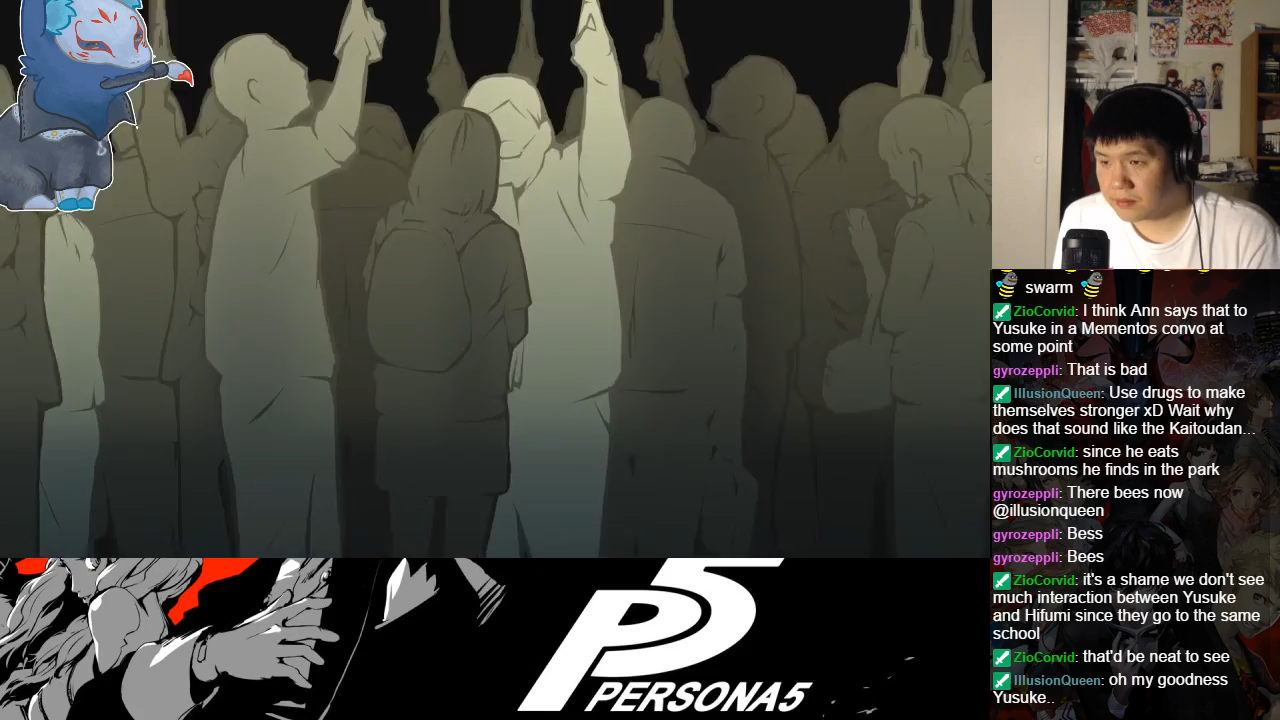 swarm
ZioCorvid: I think Ann says that to
Yusuke in a Mementos convo at
some point
gyrozeppli: That is bad
IllusionQueen: Use drugs to make
themselves stronger xD Wait why
does that sound like the Kaitoudan...
ZioCorvid: since he eats
mushrooms he finds in the park
gyrozeppli: There bees now
@illusionqueen
gyrozeppli: Bess
gyrozeppli: Bees
ZioCorvid: it's a shame we don't see
much interaction between Yusuke
and Hifumi since they go to the same
school
ZioCorvid: that'd be neat to see
IllusionQueen: oh my goodness
Yusuke..
P5
PERSONA5